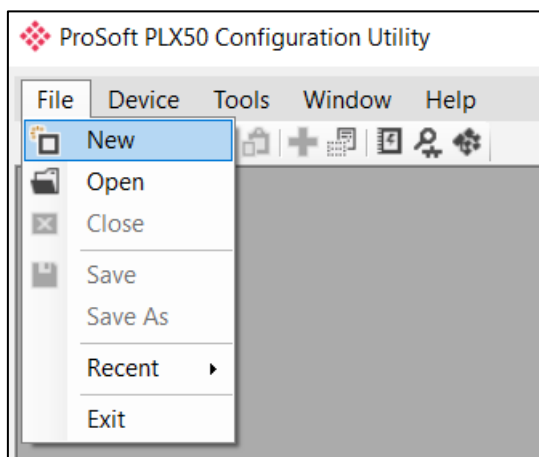 ProSoft PLX50 Configuration Utility
File Device Tools Window Help
New
Open
Close
Save
Save As
Recent
Exit